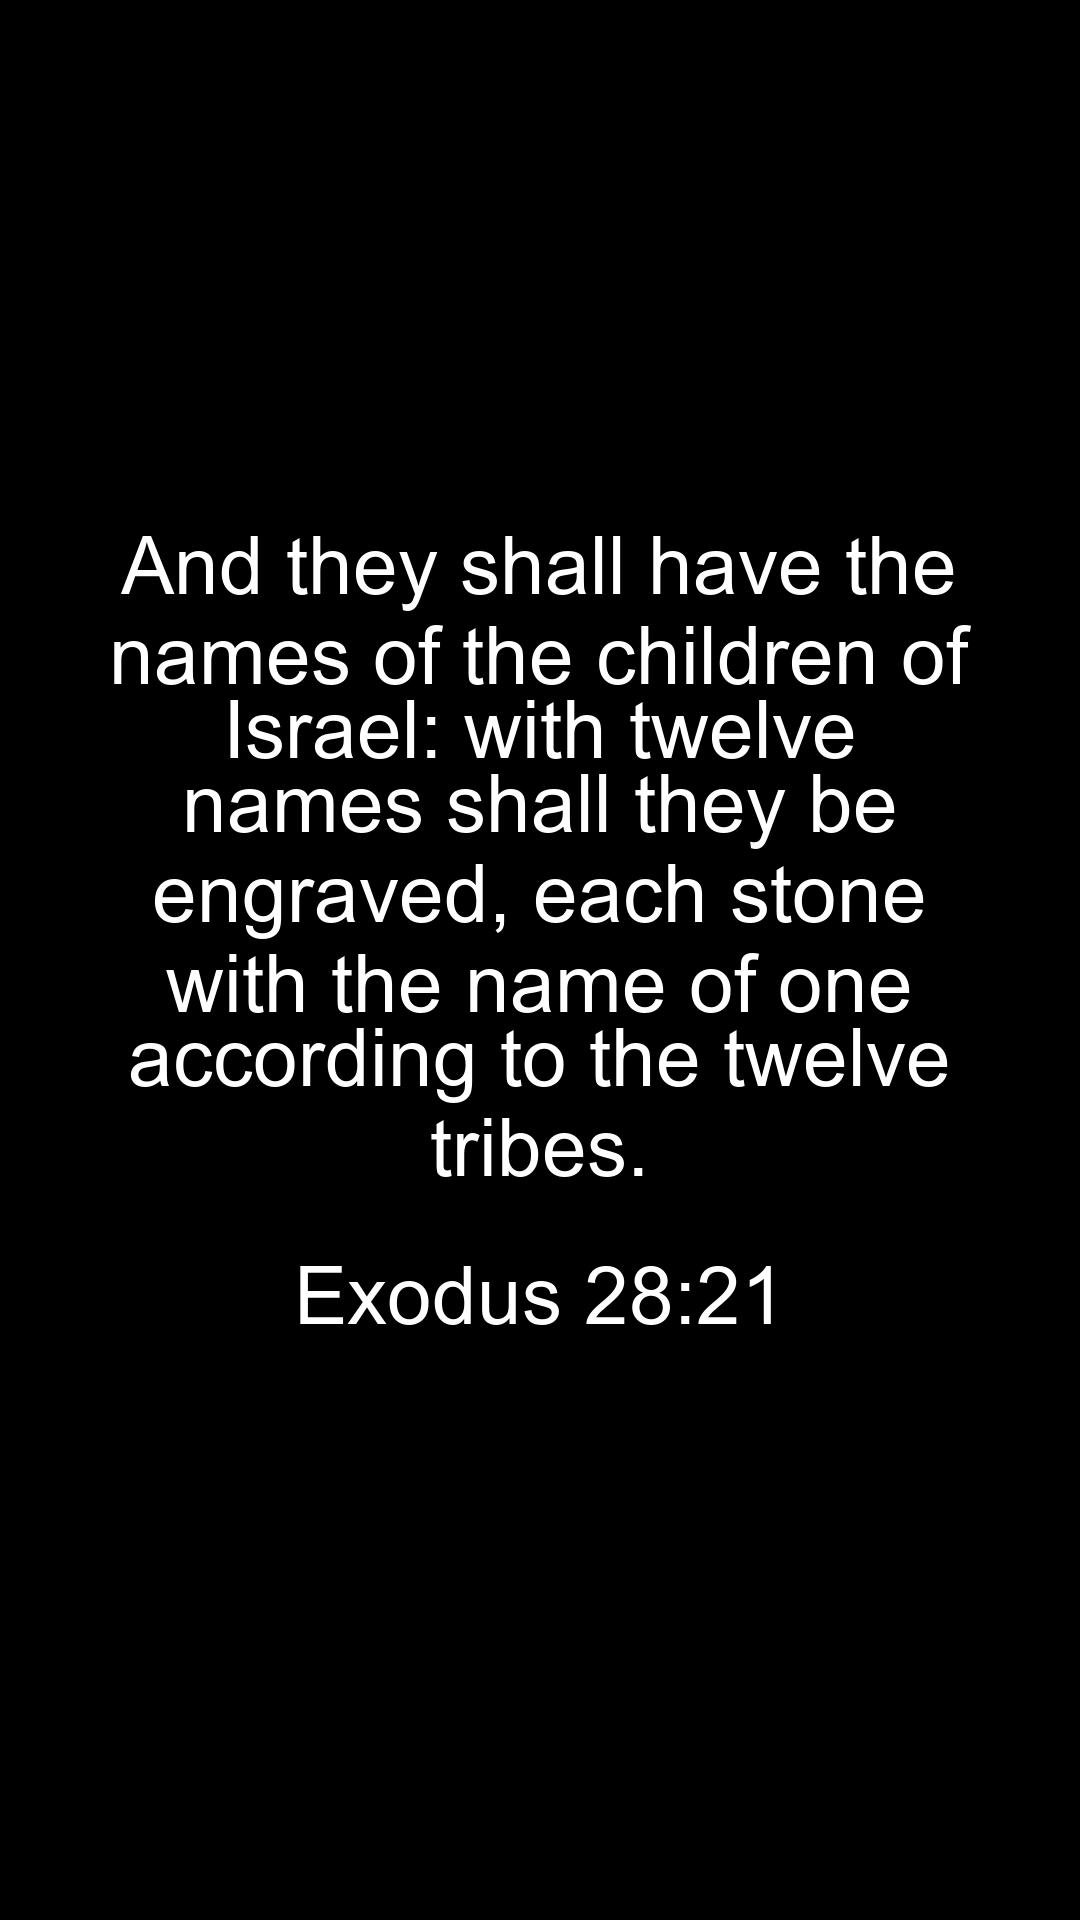 And they shall have the
names of the children of
Israel: with twelve
names shall they be
engraved, each stone
with the name of one
according to the twelve
tribes.
Exodus 28:21